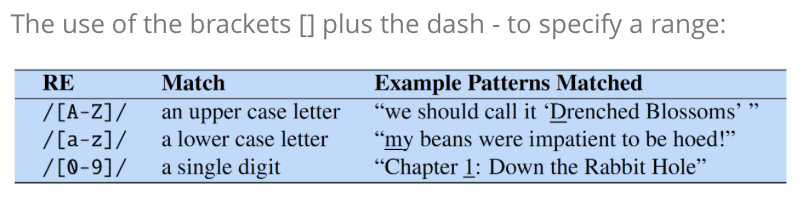 The use of the brackets [] plus the dash - to specify a range:
RE Match Example Patterns Matched
/[A-Z]/ an upper case letter “we should call it ‘Drenched Blossoms’ ”
/[a-z]/ a lower case letter “my beans were impatient to be hoed!”
/[0-9]/ a single digit “Chapter 1: Down the Rabbit Hole”